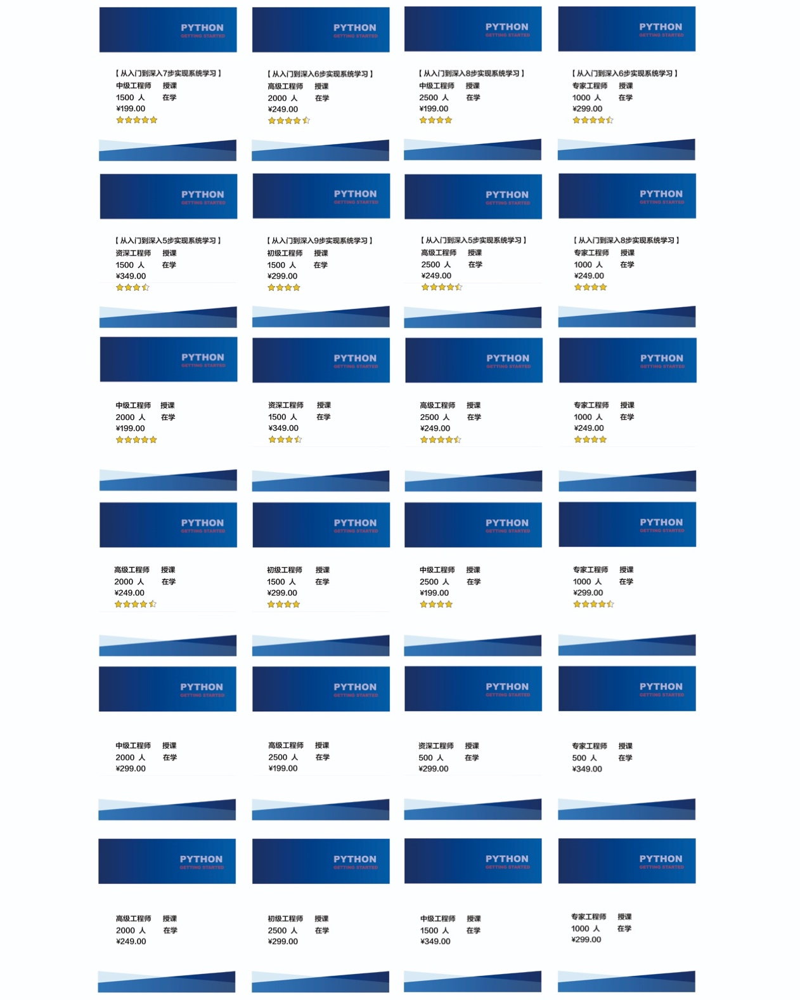 PYTHON
GETTING STARTED
【从入门到深入7步实现系统学习】
中级工程师 授课
1500 人 在学
¥199.00
PYTHON
GETTING STARTED
【从入门到深入6步实现系统学习】
高级工程师 授课
2000 人 在学
¥249.00
PYTHON
GETTING STARTED
【从入门到深入8步实现系统学习】
中级工程师 授课
2500 人 在学
¥199.00
PYTHON
GETTING STARTED
【从入门到深入6步实现系统学习】
专家工程师 授课
1000 人 在学
¥299.00
PYTHON
GETTING STARTED
【从入门到深入5步实现系统学习】
资深工程师 授课
1500 人 在学
¥349.00
PYTHON
GETTING STARTED
【从入门到深入9步实现系统学习】
初级工程师 授课
1500 人 在学
¥299.00
PYTHON
GETTING STARTED
【从入门到深入5步实现系统学习】
高级工程师 授课
2500 人 在学
¥249.00
PYTHON
GETTING STARTED
【从入门到深入8步实现系统学习】
专家工程师 授课
1000 人 在学
¥249.00
PYTHON
GETTING STARTED
中级工程师 授课
2000 人 在学
¥199.00
PYTHON
GETTING STARTED
资深工程师 授课
1500 人 在学
¥349.00
PYTHON
GETTING STARTED
高级工程师 授课
2500 人 在学
¥249.00
PYTHON
GETTING STARTED
专家工程师 授课
1000 人 在学
¥249.00
PYTHON
GETTING STARTED
高级工程师 授课
2000 人 在学
¥249.00
PYTHON
GETTING STARTED
初级工程师 授课
1500 人 在学
¥299.00
PYTHON
GETTING STARTED
中级工程师 授课
2500 人 在学
¥199.00
PYTHON
GETTING STARTED
专家工程师 授课
1000 人 在学
¥299.00
PYTHON
GETTING STARTED
中级工程师 授课
2000 人 在学
¥299.00
PYTHON
GETTING STARTED
高级工程师 授课
2500 人 在学
¥199.00
PYTHON
GETTING STARTED
资深工程师 授课
500 人 在学
¥299.00
PYTHON
GETTING STARTED
专家工程师 授课
500 人 在学
¥349.00
PYTHON
GETTING STARTED
高级工程师 授课
2000 人 在学
¥249.00
PYTHON
GETTING STARTED
初级工程师 授课
2500 人 在学
¥299.00
PYTHON
GETTING STARTED
中级工程师 授课
1500 人 在学
¥349.00
PYTHON
GETTING STARTED
专家工程师 授课
1000 人 在学
¥299.00